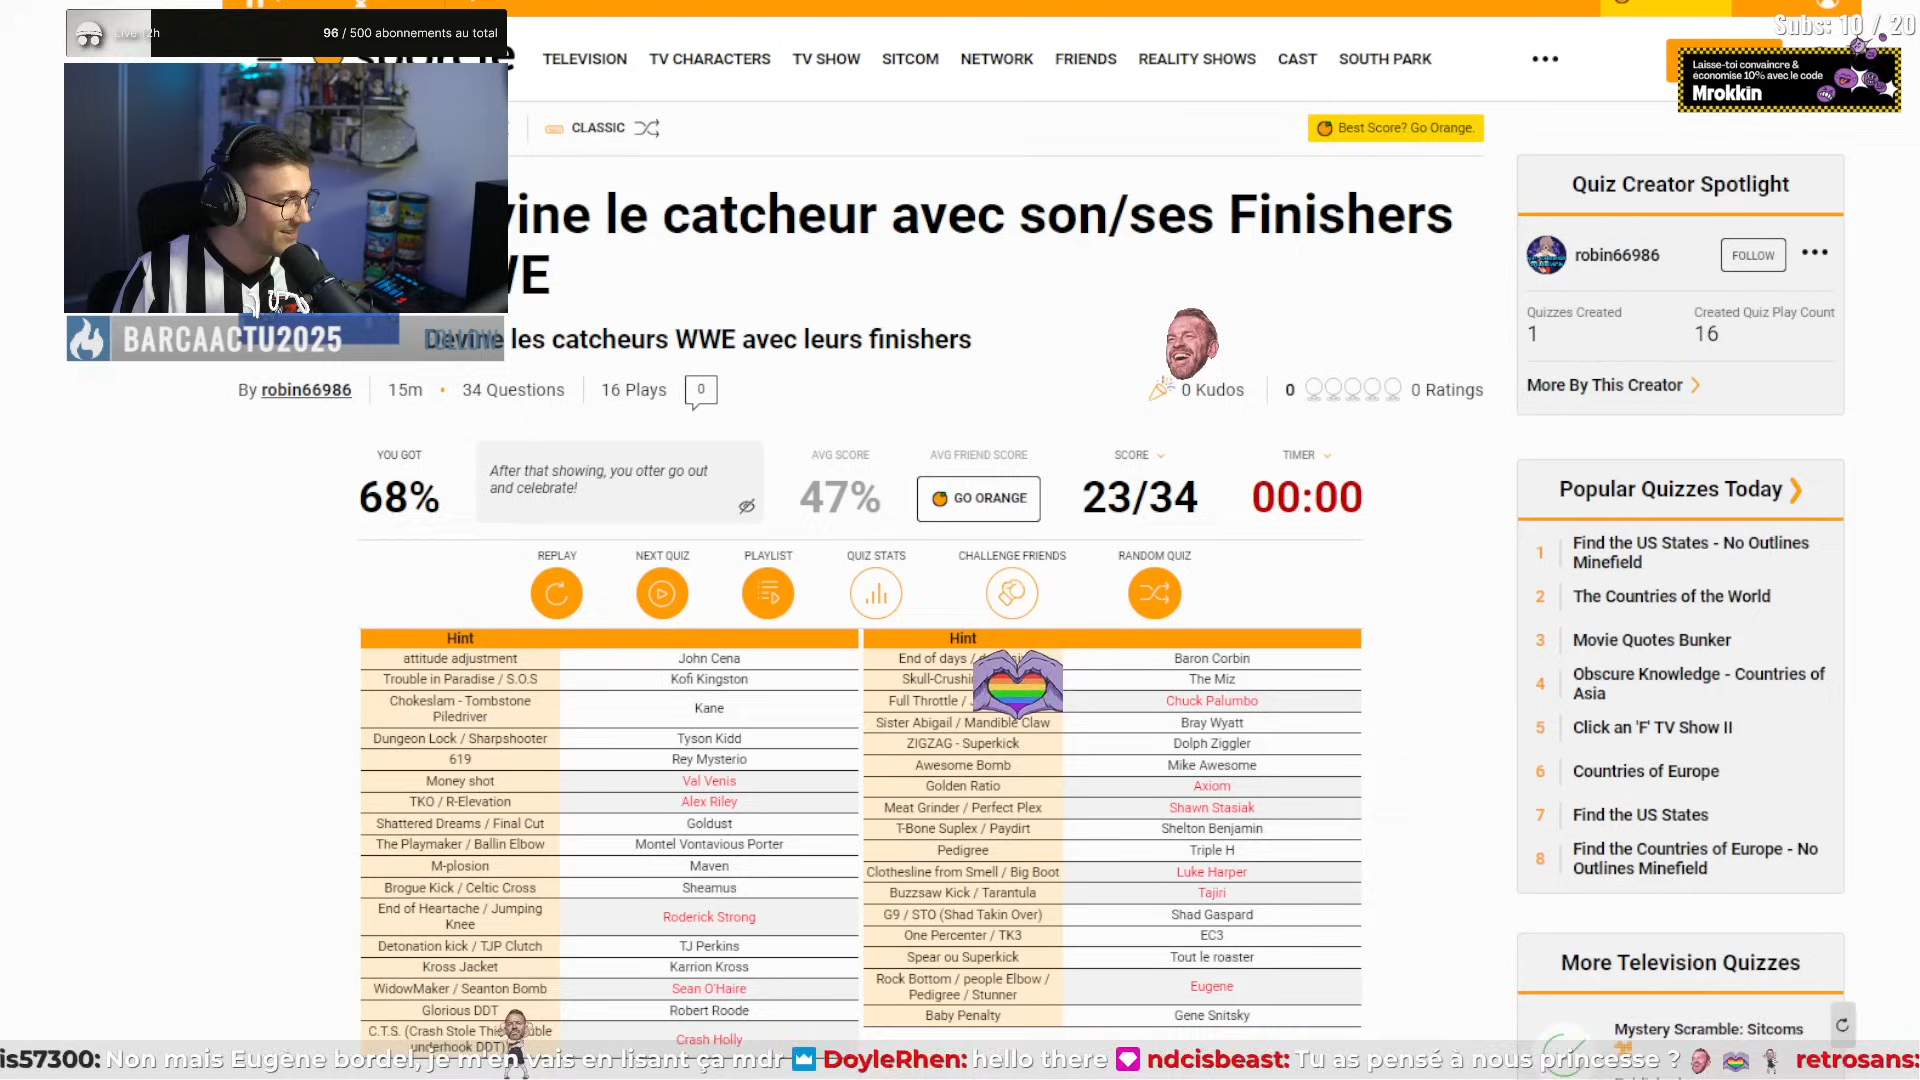 Live 12h
96 / 500 abonnements au total
Subs: 10 / 20
TELEVISION TV CHARACTERS TV SHOW SITCOM NETWORK FRIENDS REALITY SHOWS CAST SOUTH PARK
Laisse-toi convaincre &
économise 10% avec le code
Mrokkin
CLASSIC
Best Score? Go Orange.
vine le catcheur avec son/ses Finishers
WE
BARCAACTU2025
FOLLOW
Devine les catcheurs WWE avec leurs finishers
By robin66986
15m • 34 Questions
16 Plays
0
0 Kudos
0
0 Ratings
YOU GOT
68%
After that showing, you otter go out
and celebrate!
AVG SCORE
47%
AVG FRIEND SCORE
GO ORANGE
SCORE
23/34
TIMER
00:00
REPLAY
NEXT QUIZ
PLAYLIST
QUIZ STATS
CHALLENGE FRIENDS
RANDOM QUIZ
Hint
attitude adjustment John Cena
Trouble in Paradise / S.O.S Kofi Kingston
Chokeslam - Tombstone
Piledriver
Kane
Dungeon Lock / Sharpshooter Tyson Kidd
619 Rey Mysterio
Money shot Val Venis
TKO / R-Elevation Alex Riley
Shattered Dreams / Final Cut Goldust
The Playmaker / Ballin Elbow Montel Vontavious Porter
M-plosion Maven
Brogue Kick / Celtic Cross Sheamus
End of Heartache / Jumping
Knee
Roderick Strong
Detonation kick / TJP Clutch TJ Perkins
Kross Jacket Karrion Kross
WidowMaker / Seanton Bomb Sean O'Haire
Glorious DDT Robert Roode
C.T.S. (Crash Stole
underhook DDT)
Crash Holly
Hint
End of days / Baron Corbin
Skull-Crushi The Miz
Full Throttle / Chuck Palumbo
Sister Abigail / Mandible Claw Bray Wyatt
ZIGZAG - Superkick Dolph Ziggler
Awesome Bomb Mike Awesome
Golden Ratio Axiom
Meat Grinder / Perfect Plex Shawn Stasiak
T-Bone Suplex / Paydirt Shelton Benjamin
Pedigree Triple H
Clothesline from Smell / Big Boot Luke Harper
Buzzsaw Kick / Tarantula Tajiri
G9 / STO (Shad Takin Over) Shad Gaspard
One Percenter / TK3 EC3
Spear ou Superkick Tout le roaster
Rock Bottom / people Elbow /
Pedigree / Stunner
Eugene
Baby Penalty Gene Snitsky
Quiz Creator Spotlight
robin66986
FOLLOW
Quizzes Created
1
Created Quiz Play Count
16
More By This Creator
Popular Quizzes Today
1 Find the US States - No Outlines
Minefield
2 The Countries of the World
3 Movie Quotes Bunker
4 Obscure Knowledge - Countries of
Asia
5 Click an 'F' TV Show II
6 Countries of Europe
7 Find the US States
8 Find the Countries of Europe - No
Outlines Minefield
More Television Quizzes
Mystery Scramble: Sitcoms
is57300: Non mais Eugène bordel, je m'en vais en lisant ça mdr DoyleRhen: hello there ndcisbeast: Tu as pensé à nous princesse ? retrosans: